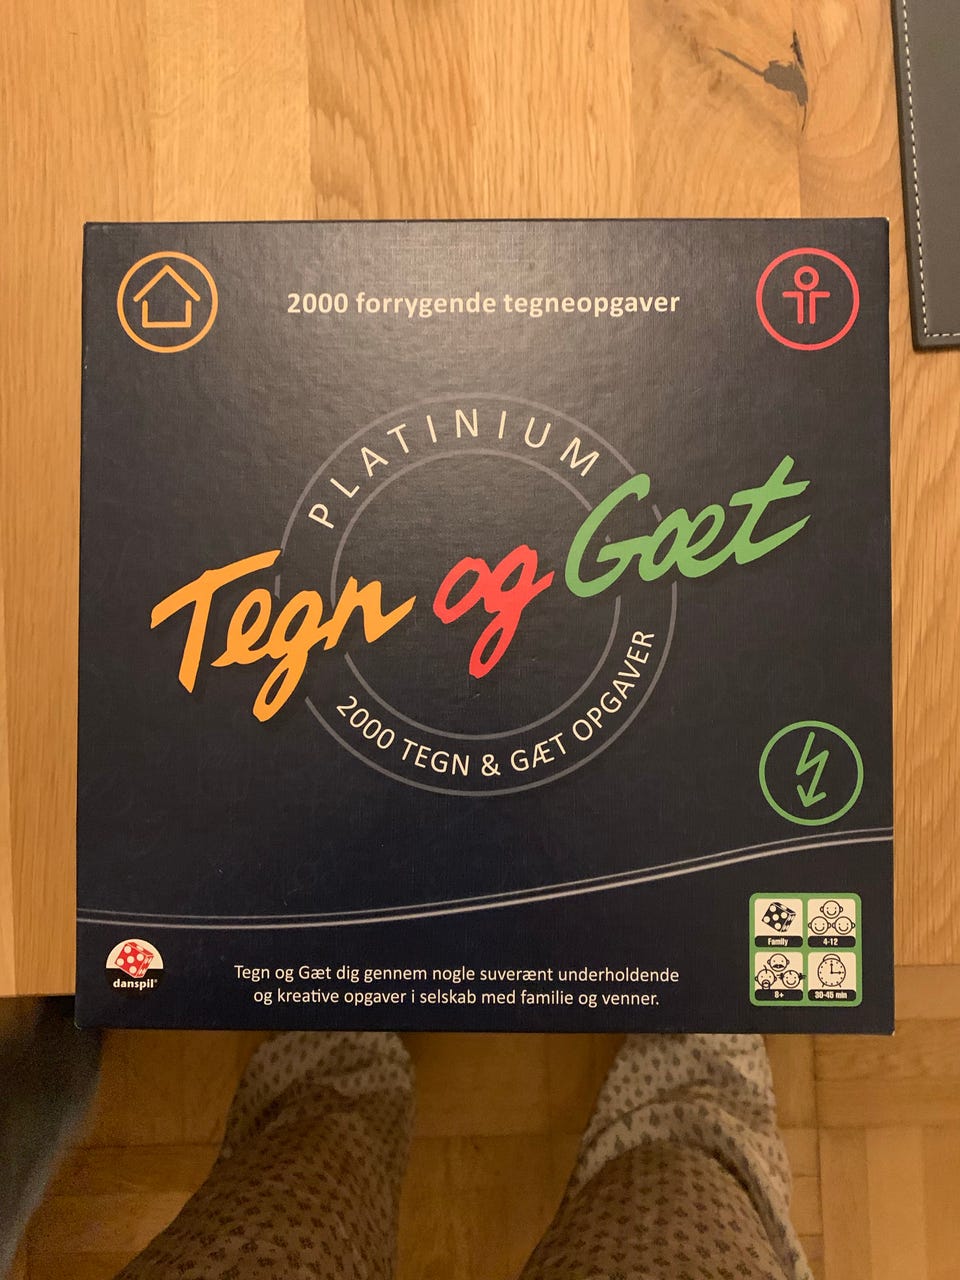 2000 forrygende tegneopgaver
PLATINIUM
Tegn og Gæt
2000 TEGN & GÆT OPGAVER
danspil®
Tegn og Gæt dig gennem nogle suverænt underholdende
og kreative opgaver i selskab med familie og venner.
Family
4-12
8+
30-45 min